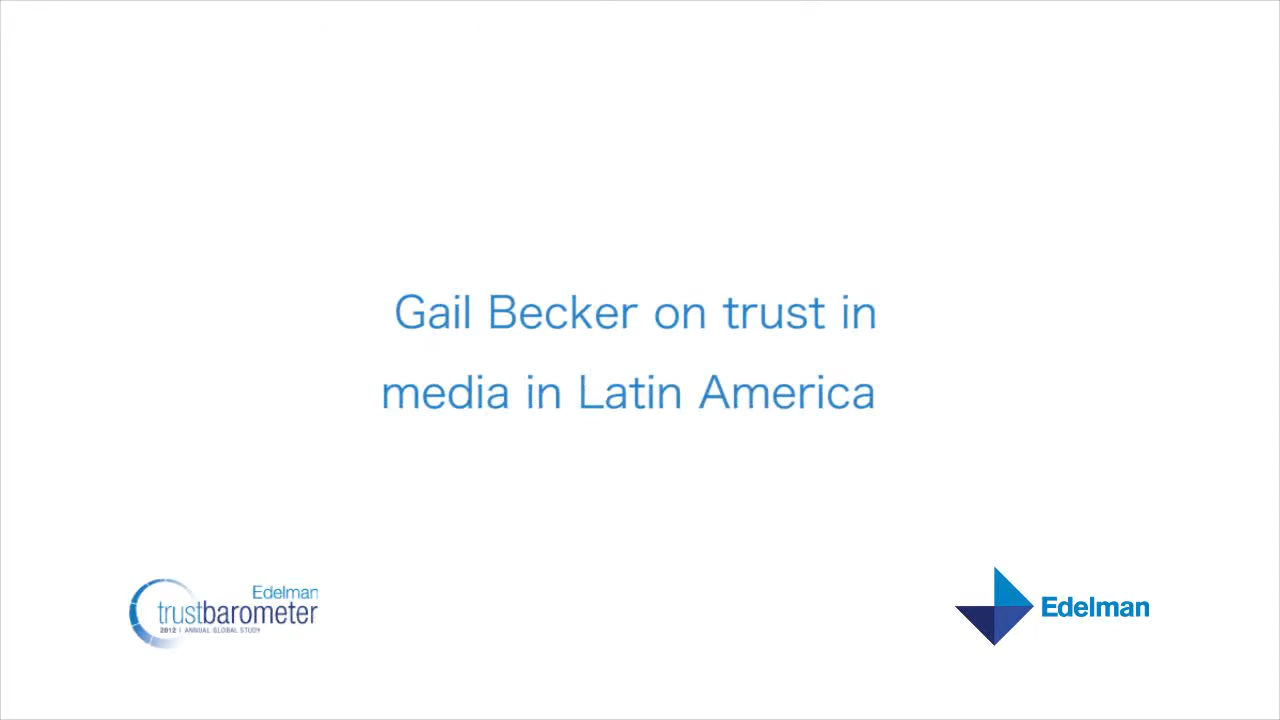 Gail Becker on trust in
media in Latin America
Edelman
trustbarometer
2012 | ANNUAL GLOBAL STUDY
Edelman